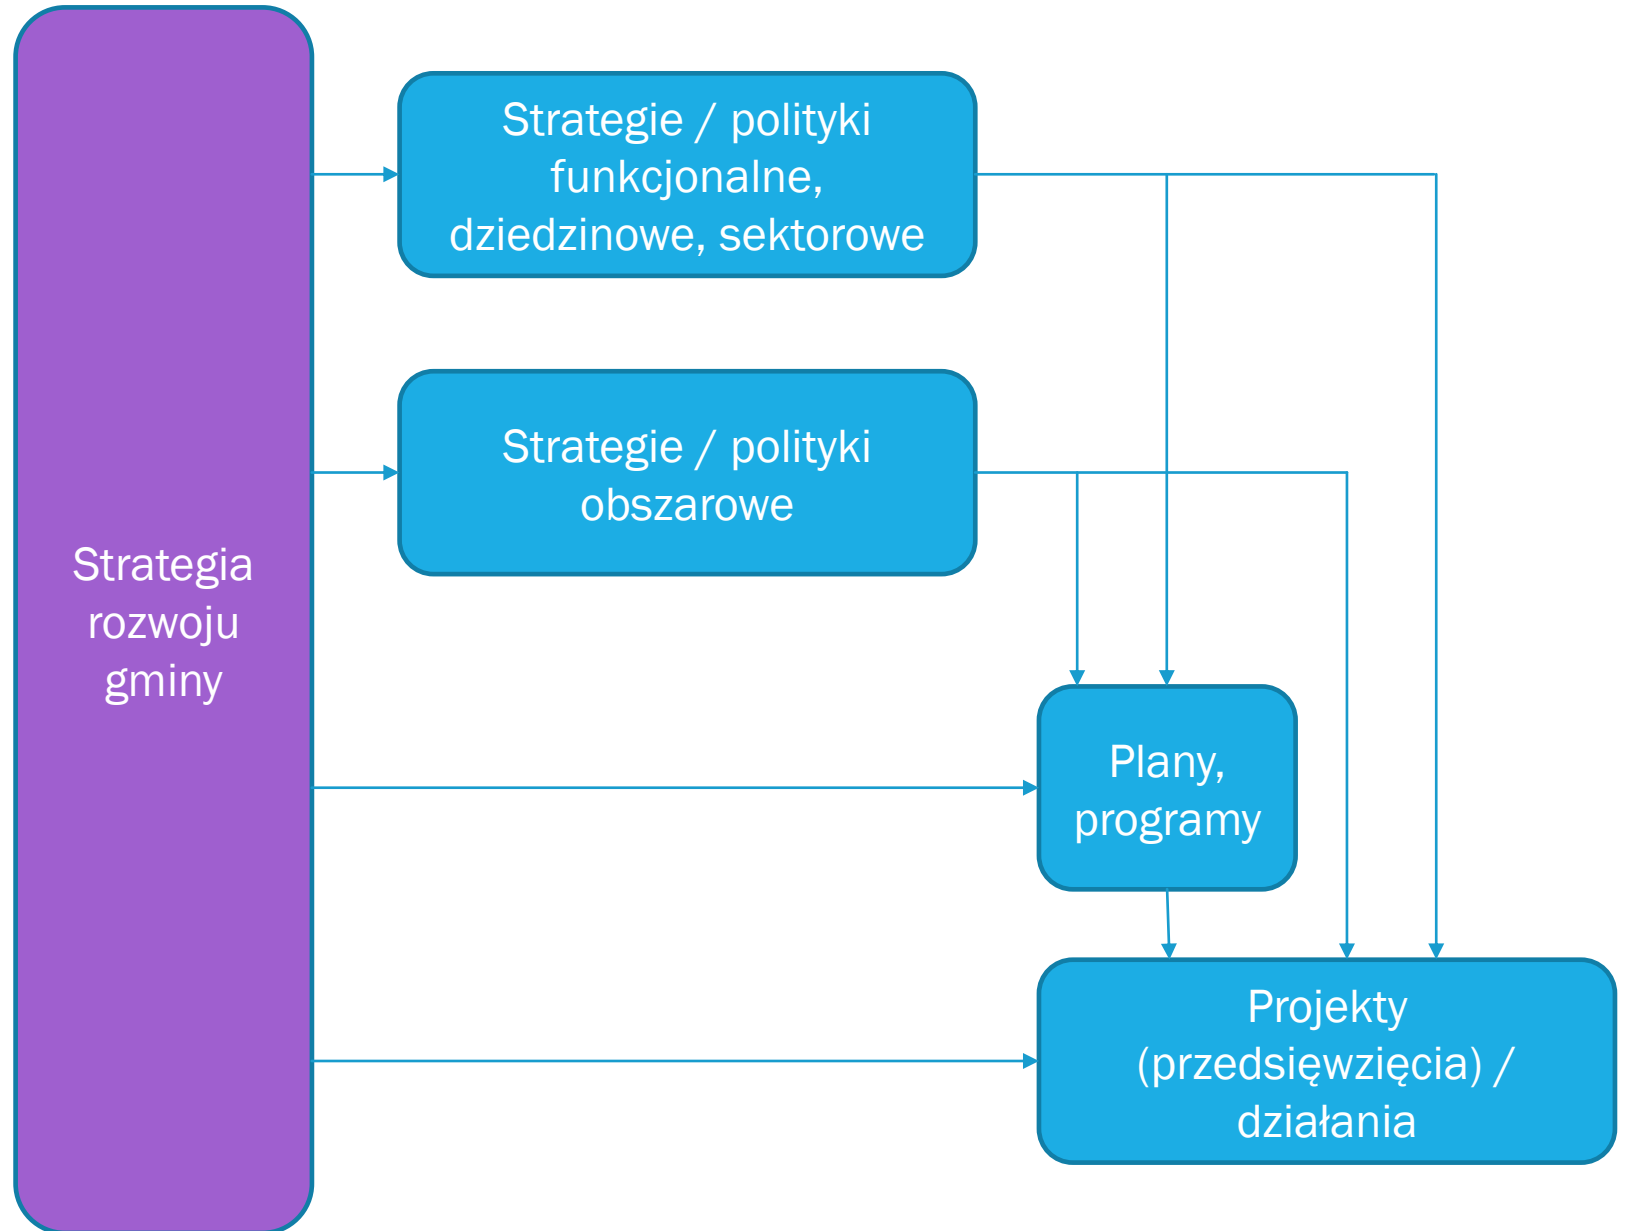 Strategia
rozwoju
gminy
Strategie / polityki
funkcjonalne,
dziedzinowe, sektorowe
Strategie / polityki
obszarowe
Plany,
programy
Projekty
(przedsięwzięcia) /
działania